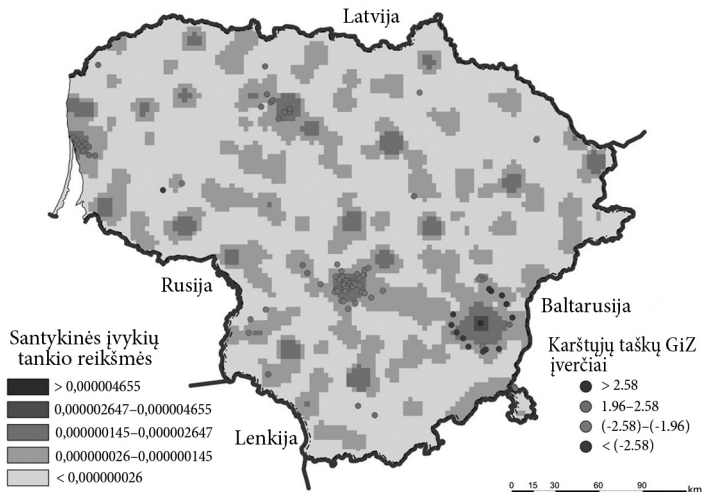 Latvija
Rusija
Baltarusija
Lenkija
Santykinės įvykių
tankio reikšmės
> 0,000004655
0,000002647–0,000004655
0,000000145–0,000002647
0,000000026–0,000000145
< 0,000000026
Karštųjų taškų GiZ
įverčiai
> 2.58
1.96–2.58
(-2.58)–(-1.96)
< (-2.58)
0 15 30 60 90 km